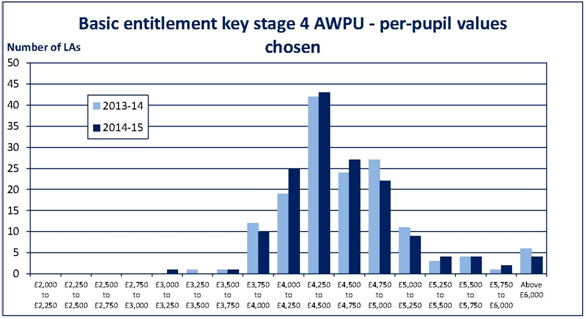 Basic entitlement key stage 4 AWPU - per-pupil values
chosen
Number of LAs
50
45
40
35
30
25
20
15
10
5
0
2013-14
2014-15
£2,000 £2,250 £2,500 £2,750 £3,000 £3,250 £3,500 £3,750 £4,000 £4,250 £4,500 £4,750 £5,000 £5,250 £5,500 £5,750 Above
to to to to to to to to to to to to to to to to £6,000
£2,250 £2,500 £2,750 £3,000 £3,250 £3,500 £3,750 £4,000 £4,250 £4,500 £4,750 £5,000 £5,250 £5,500 £5,750 £6,000